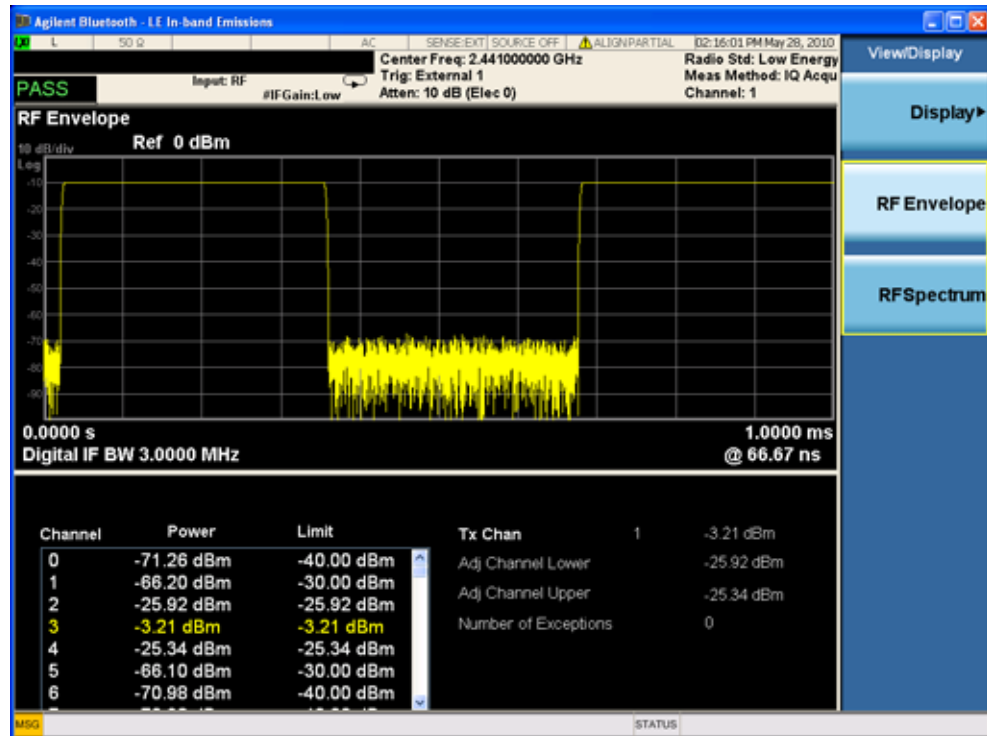 Agilent Bluetooth - LE In-band Emissions
L 50 Ω AC SENSE:EXT SOURCE OFF ALIGN PARTIAL 02:16:01 PM May 28, 2010
Center Freq: 2.441000000 GHz Radio Std: Low Energy
Input: RF Trig: External 1 Meas Method: IQ Acqu
PASS #IFGain:Low Atten: 10 dB (Elec 0) Channel: 1
View/Display
Display
RF Envelope
RFSpectrum
RF Envelope
10 dB/div Ref 0 dBm
Log
-10
-20
-30
-40
-50
-60
-70
-80
-90
0.0000 s 1.0000 ms
Digital IF BW 3.0000 MHz @ 66.67 ns
Channel Power Limit
0 -71.26 dBm -40.00 dBm
1 -66.20 dBm -30.00 dBm
2 -25.92 dBm -25.92 dBm
3 -3.21 dBm -3.21 dBm
4 -25.34 dBm -25.34 dBm
5 -66.10 dBm -30.00 dBm
6 -70.98 dBm -40.00 dBm
Tx Chan 1 -3.21 dBm
Adj Channel Lower -25.92 dBm
Adj Channel Upper -25.34 dBm
Number of Exceptions 0
MSG STATUS